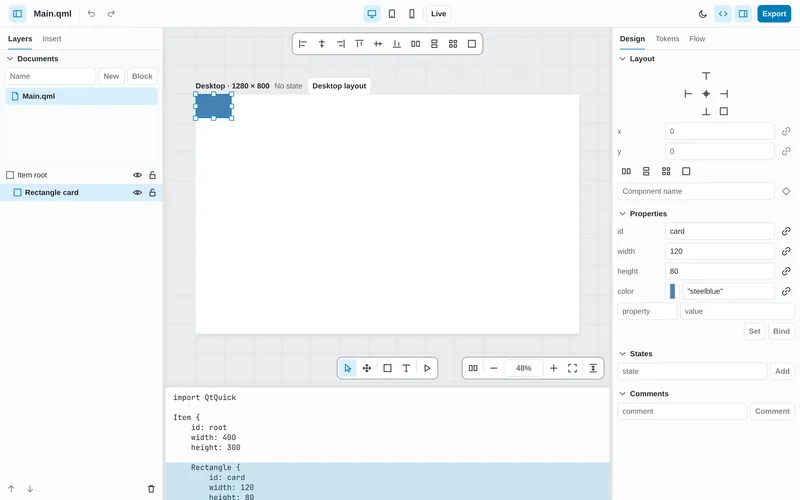 Main.qml
Live
Export
Layers Insert
Documents
Name New Block
Main.qml
Item root
Rectangle card
Desktop · 1280 × 800 No state Desktop layout
48%
import QtQuick
Item {
id: root
width: 400
height: 300
Rectangle {
id: card
width: 120
height: 80
Design Tokens Flow
Layout
x 0
y 0
Component name
Properties
id card
width 120
height 80
color "steelblue"
property value
Set Bind
States
state Add
Comments
comment Comment